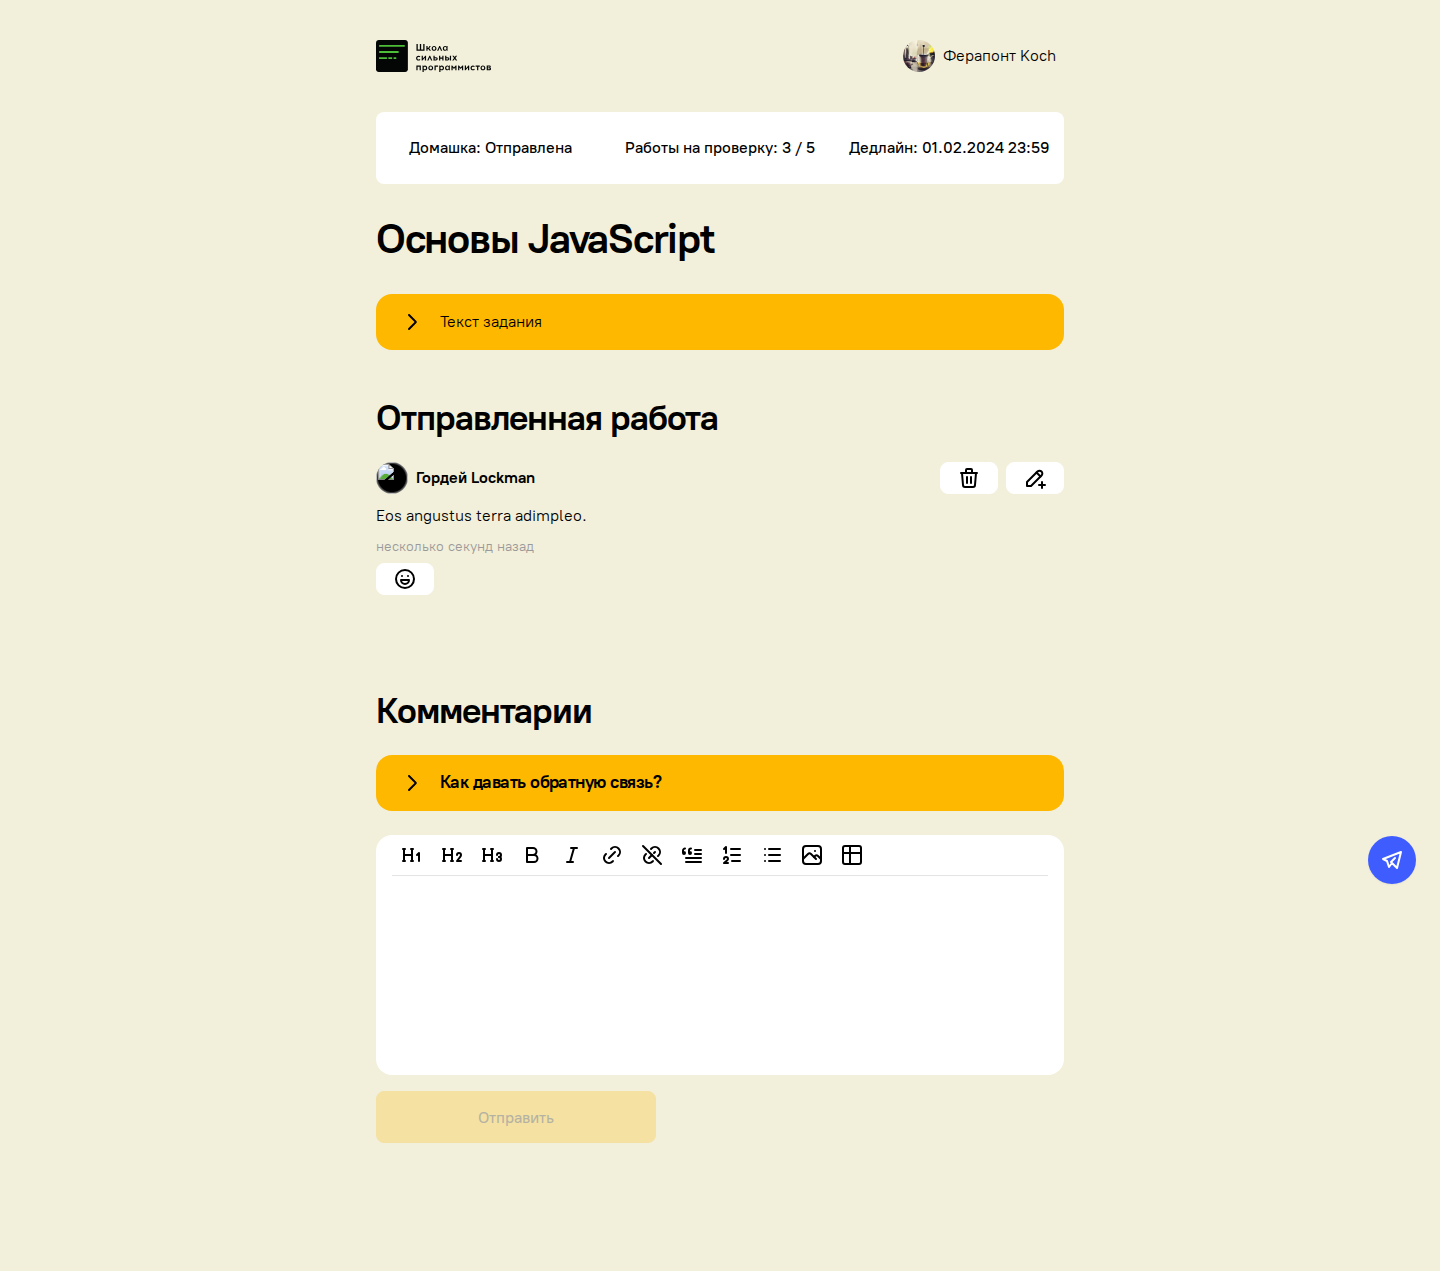 Школа
сильных
программистов
Ферапонт Koch
Домашка: Отправлена
Работы на проверку: 3 / 5
Дедлайн: 01.02.2024 23:59
Основы JavaScript
Текст задания
Отправленная работа
Гордей Lockman
Eos angustus terra adimpleo.
несколько секунд назад
Комментарии
Как давать обратную связь?
H1 H2 H3 B I
Отправить